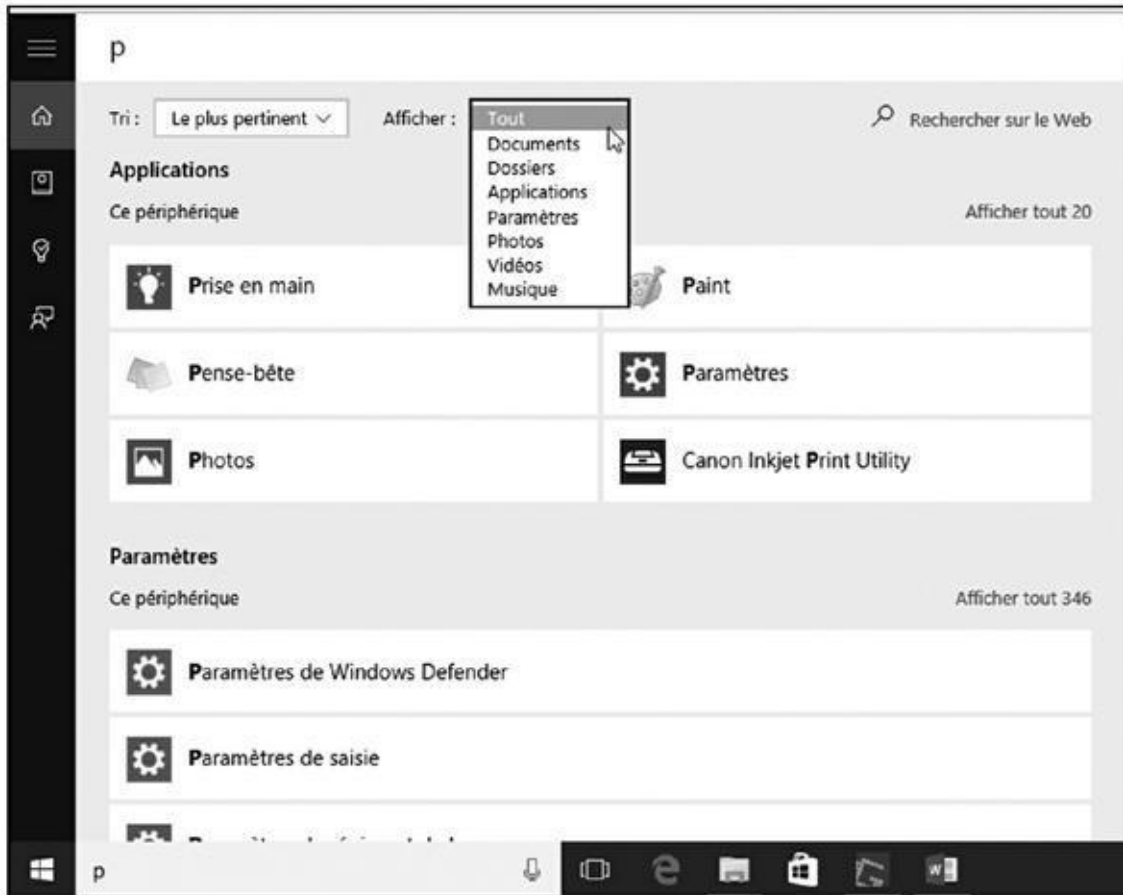 p
Tri : Le plus pertinent Afficher : Tout Rechercher sur le Web
Documents
Dossiers
Applications
Paramètres
Photos
Vidéos
Musique
Applications
Ce périphérique Afficher tout 20
Prise en main Paint
Pense-bête Paramètres
Photos Canon Inkjet Print Utility
Paramètres
Ce périphérique Afficher tout 346
Paramètres de Windows Defender
Paramètres de saisie
p